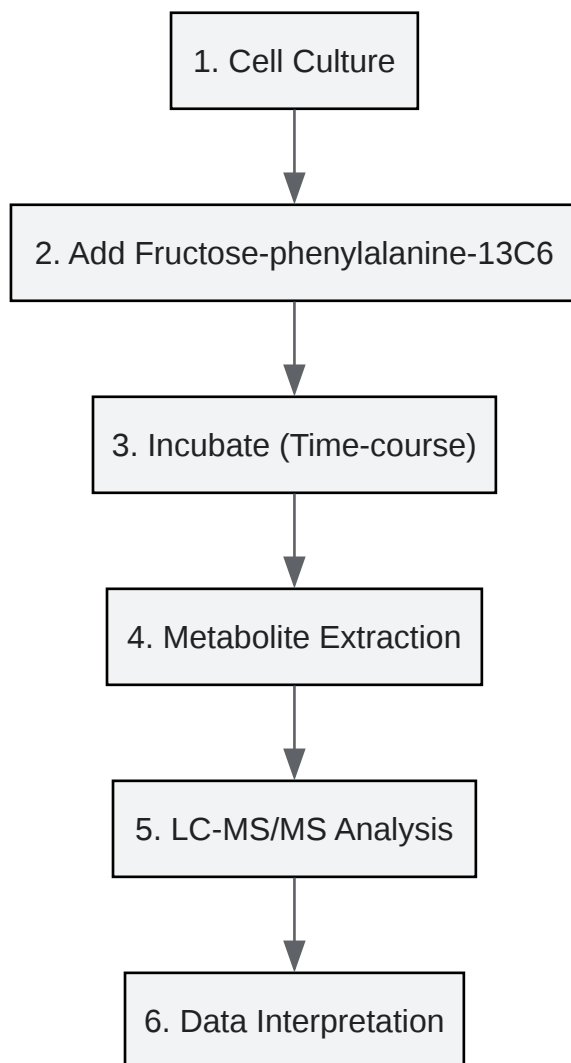 1. Cell Culture
2. Add Fructose-phenylalanine-13C6
3. Incubate (Time-course)
4. Metabolite Extraction
5. LC-MS/MS Analysis
6. Data Interpretation